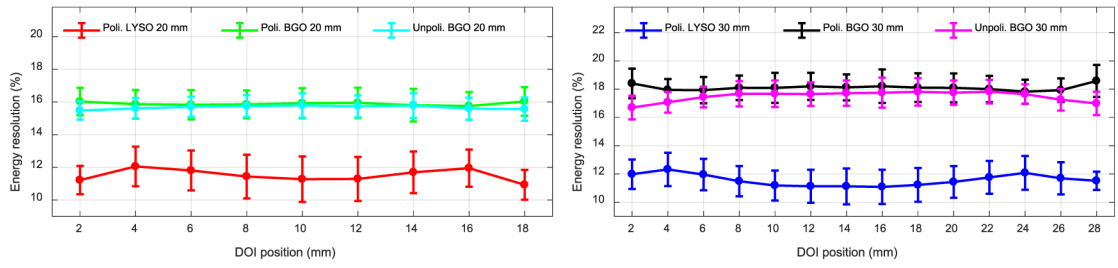 Poli. LYSO 20 mm Poli. BGO 20 mm Unpoli. BGO 20 mm
20
18
16
14
12
10
Energy resolution (%)
2 4 6 8 10 12 14 16 18
DOI position (mm)
Poli. LYSO 30 mm Poli. BGO 30 mm Unpoli. BGO 30 mm
22
20
18
16
14
12
10
Energy resolution (%)
2 4 6 8 10 12 14 16 18 20 22 24 26 28
DOI position (mm)